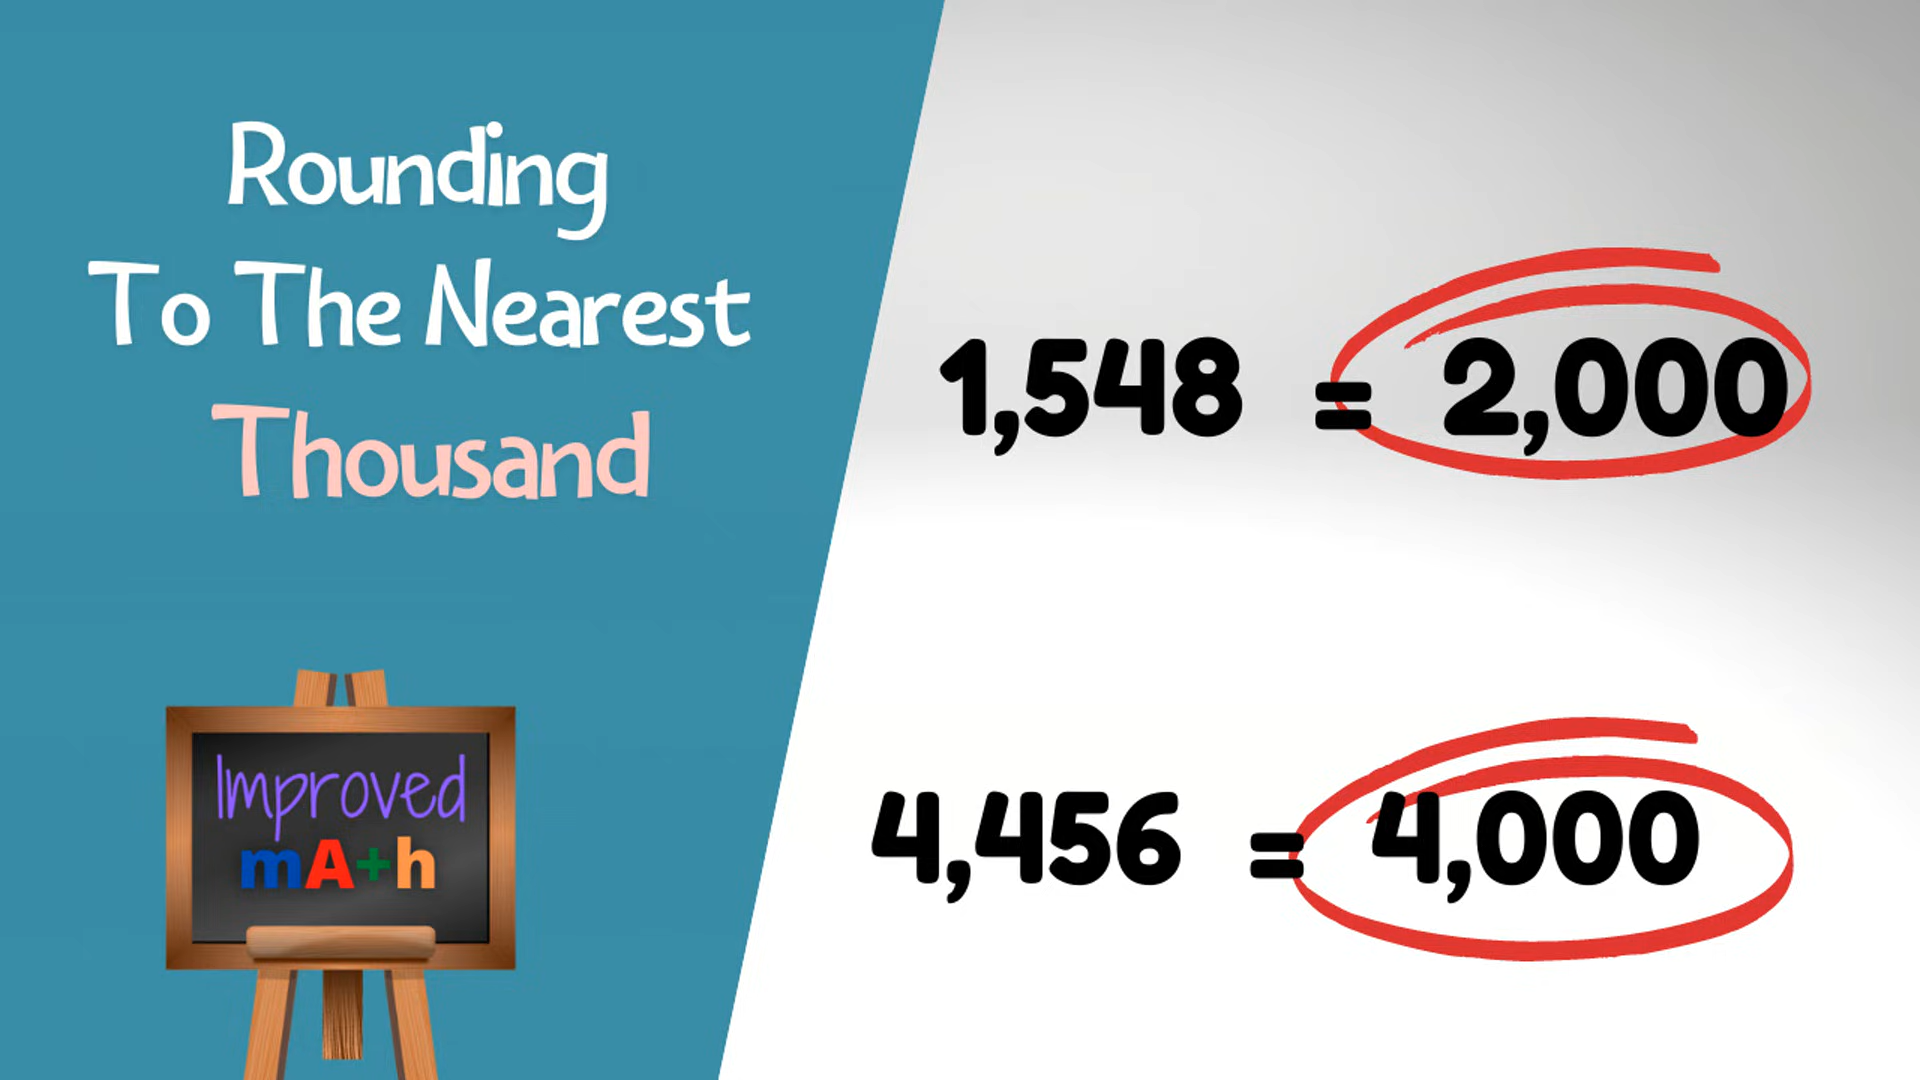 Rounding
To The Nearest
Thousand
1,548 = 2,000
4,456 = 4,000
Improved
mA+h